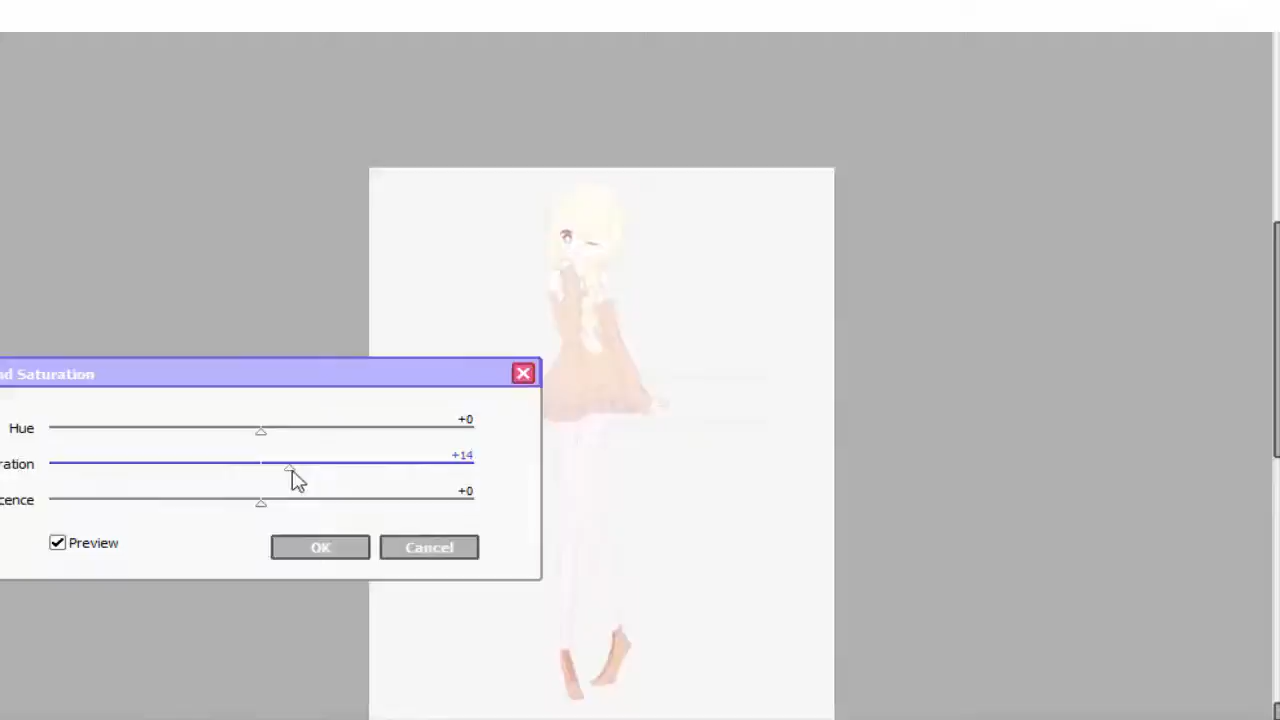 nd Saturation
Hue +0
ration +14
cence +0
Preview OK Cancel